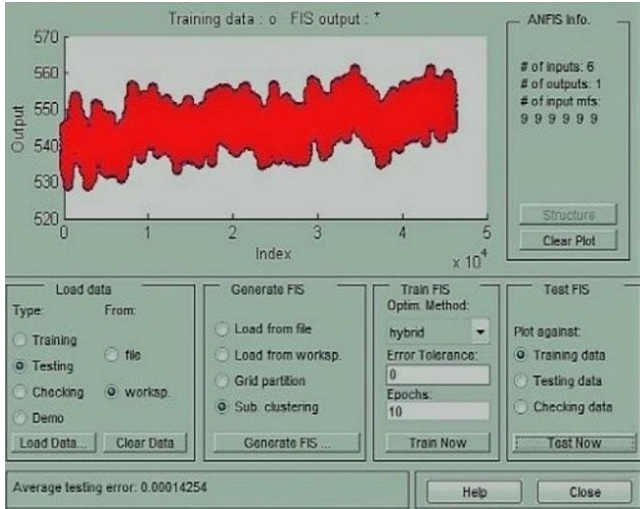 Training data : o FIS output : *
570
560
550
540
530
520
Output
0
1
2
3
4
5
Index
x 10^4
ANFIS Info.
# of inputs: 6
# of outputs: 1
# of input mfs:
9 9 9 9 9 9
Structure
Clear Plot
Load data
Type:
From:
Training
Testing
Checking
Demo
file
worksp.
Load Data...
Clear Data
Generate FIS
Load from file
Load from worksp.
Grid partition
Sub. clustering
Generate FIS ...
Train FIS
Optim. Method:
hybrid
Error Tolerance:
0
Epochs:
10
Train Now
Test FIS
Plot against:
Training data
Testing data
Checking data
Test Now
Average testing error: 0.00014254
Help
Close